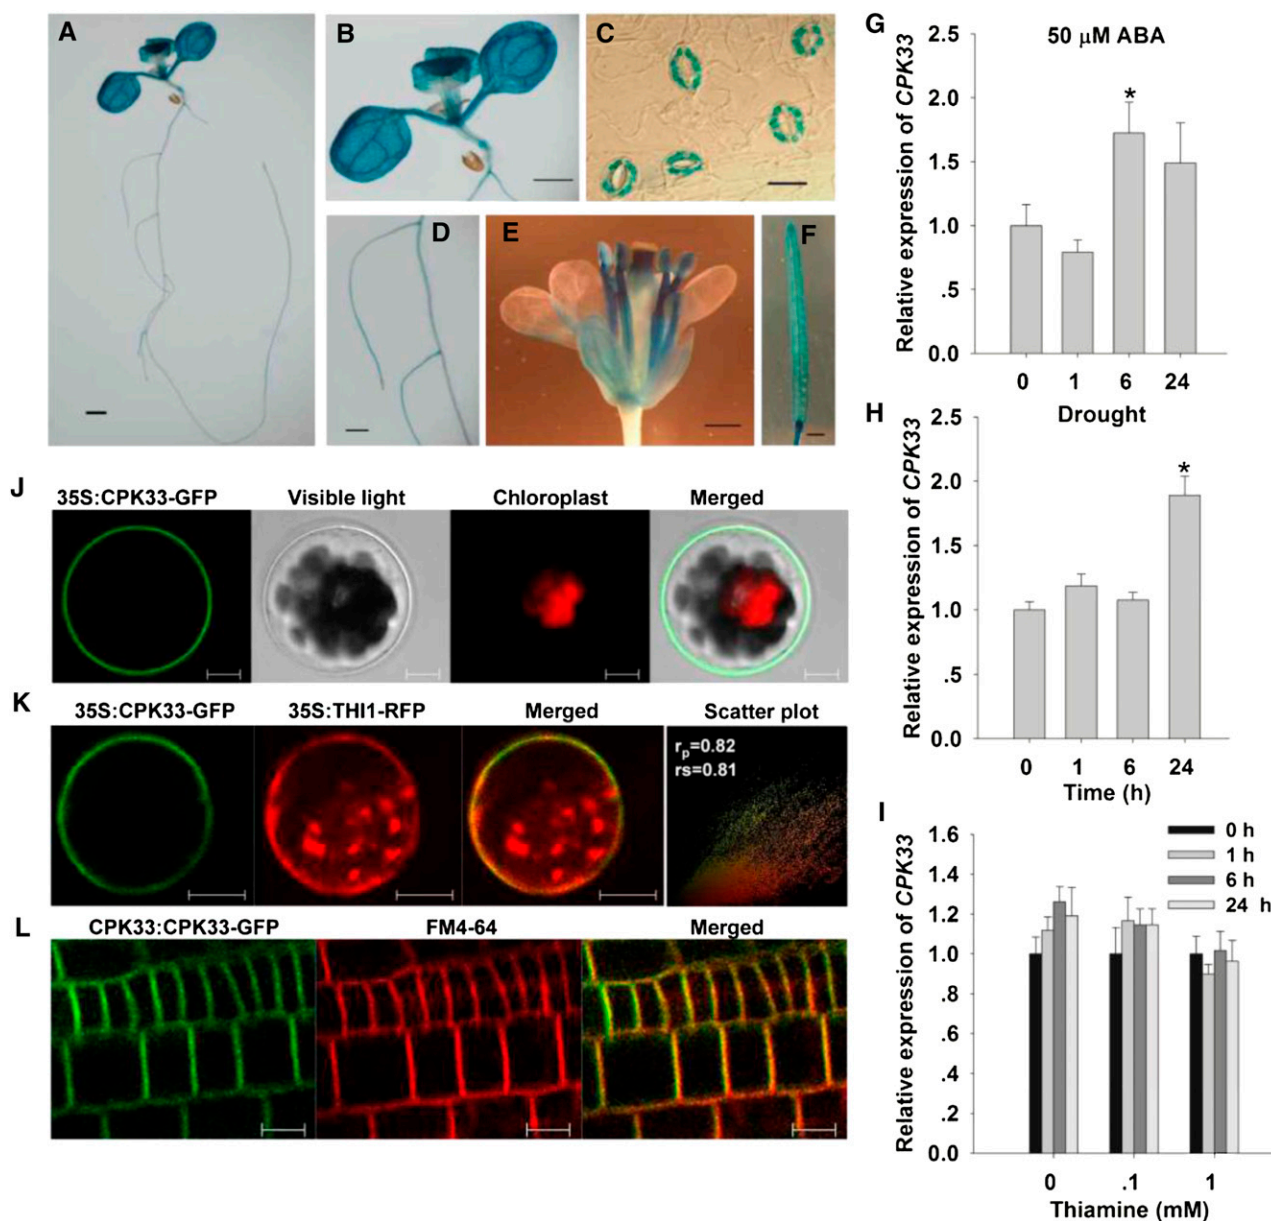 A
B
C
D
E
F
G
50 μM ABA
Relative expression of CPK33
2.5
2.0
1.5
1.0
.5
0.0
0 1 6 24
H
Drought
Relative expression of CPK33
2.5
2.0
1.5
1.0
.5
0.0
0 1 6 24
Time (h)
*
*
J
35S:CPK33-GFP Visible light Chloroplast Merged
K
35S:CPK33-GFP 35S:THI1-RFP Merged Scatter plot
rp=0.82
rs=0.81
L
CPK33:CPK33-GFP FM4-64 Merged
I
Relative expression of CPK33
1.6
1.4
1.2
1.0
.8
.6
.4
.2
0.0
0 h
1 h
6 h
24 h
0 .1 1
Thiamine (mM)